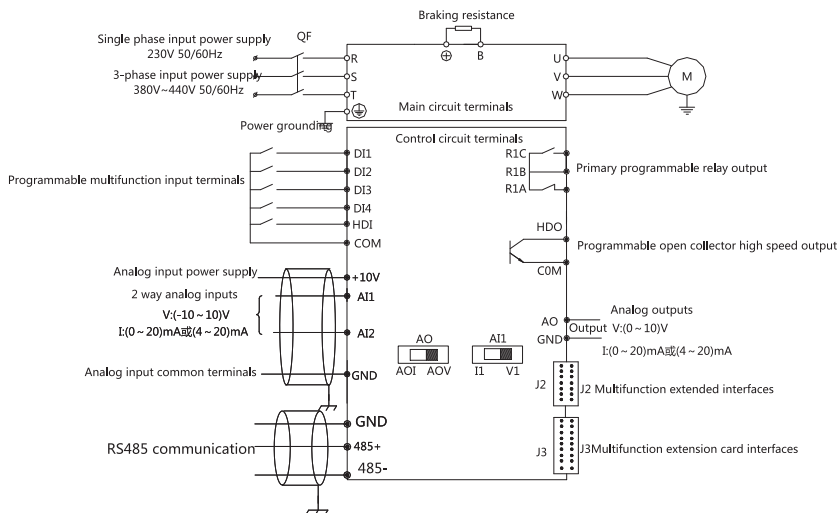 Braking resistance
Single phase input power supply
230V 50/60Hz
QF
3-phase input power supply
380V~440V 50/60Hz
R
S
T
⊕
B
U
V
W
M
Main circuit terminals
Power grounding
Control circuit terminals
Programmable multifunction input terminals
DI1
DI2
DI3
DI4
HDI
COM
R1C
R1B
R1A
Primary programmable relay output
HDO
C0M
Programmable open collector high speed output
Analog input power supply
+10V
2 way analog inputs
V:(-10~10)V
I:(0~20)mA或(4~20)mA
AI1
AI2
Analog input common terminals
GND
AO
GND
Output
Analog outputs
V:(0~10)V
I:(0~20)mA或(4~20)mA
AO
AOI AOV
AI1
I1 V1
J2
J2 Multifunction extended interfaces
J3
J3Multifunction extension card interfaces
RS485 communication
GND
485+
485-